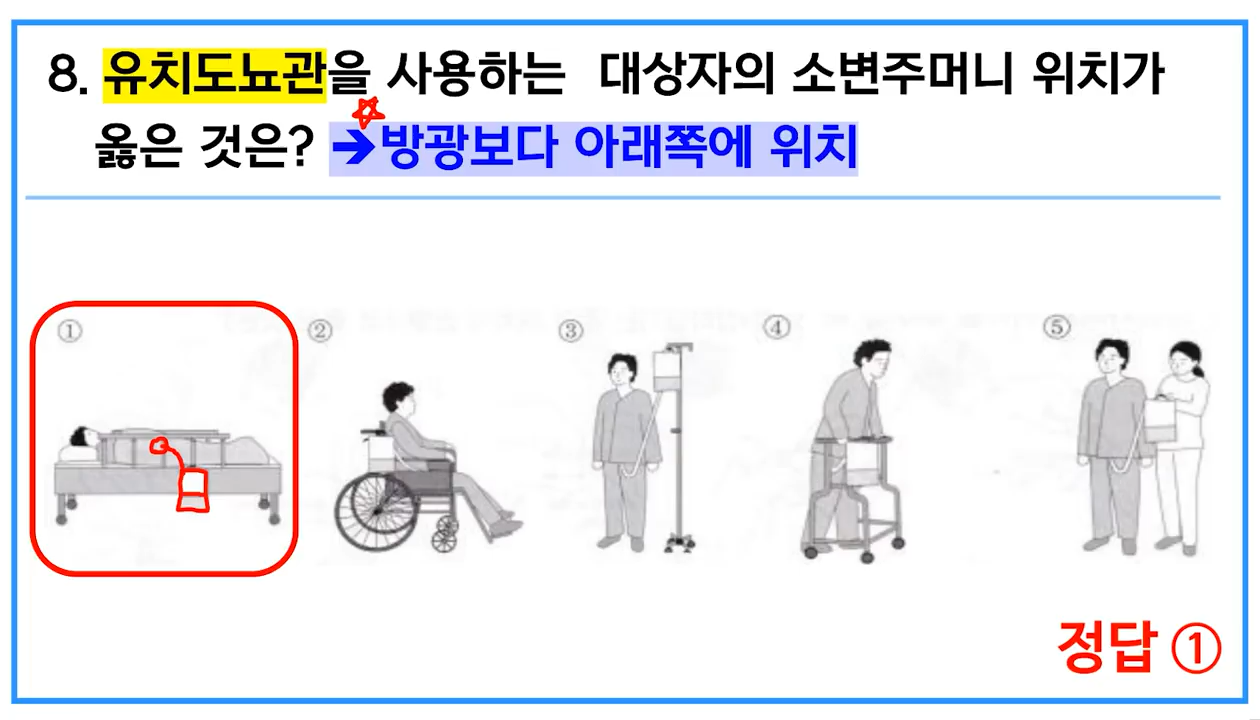 8. 유치도뇨관을 사용하는 대상자의 소변주머니 위치가
옳은 것은? ➔방광보다 아래쪽에 위치
① ② ③ ④ ⑤
정답 ①